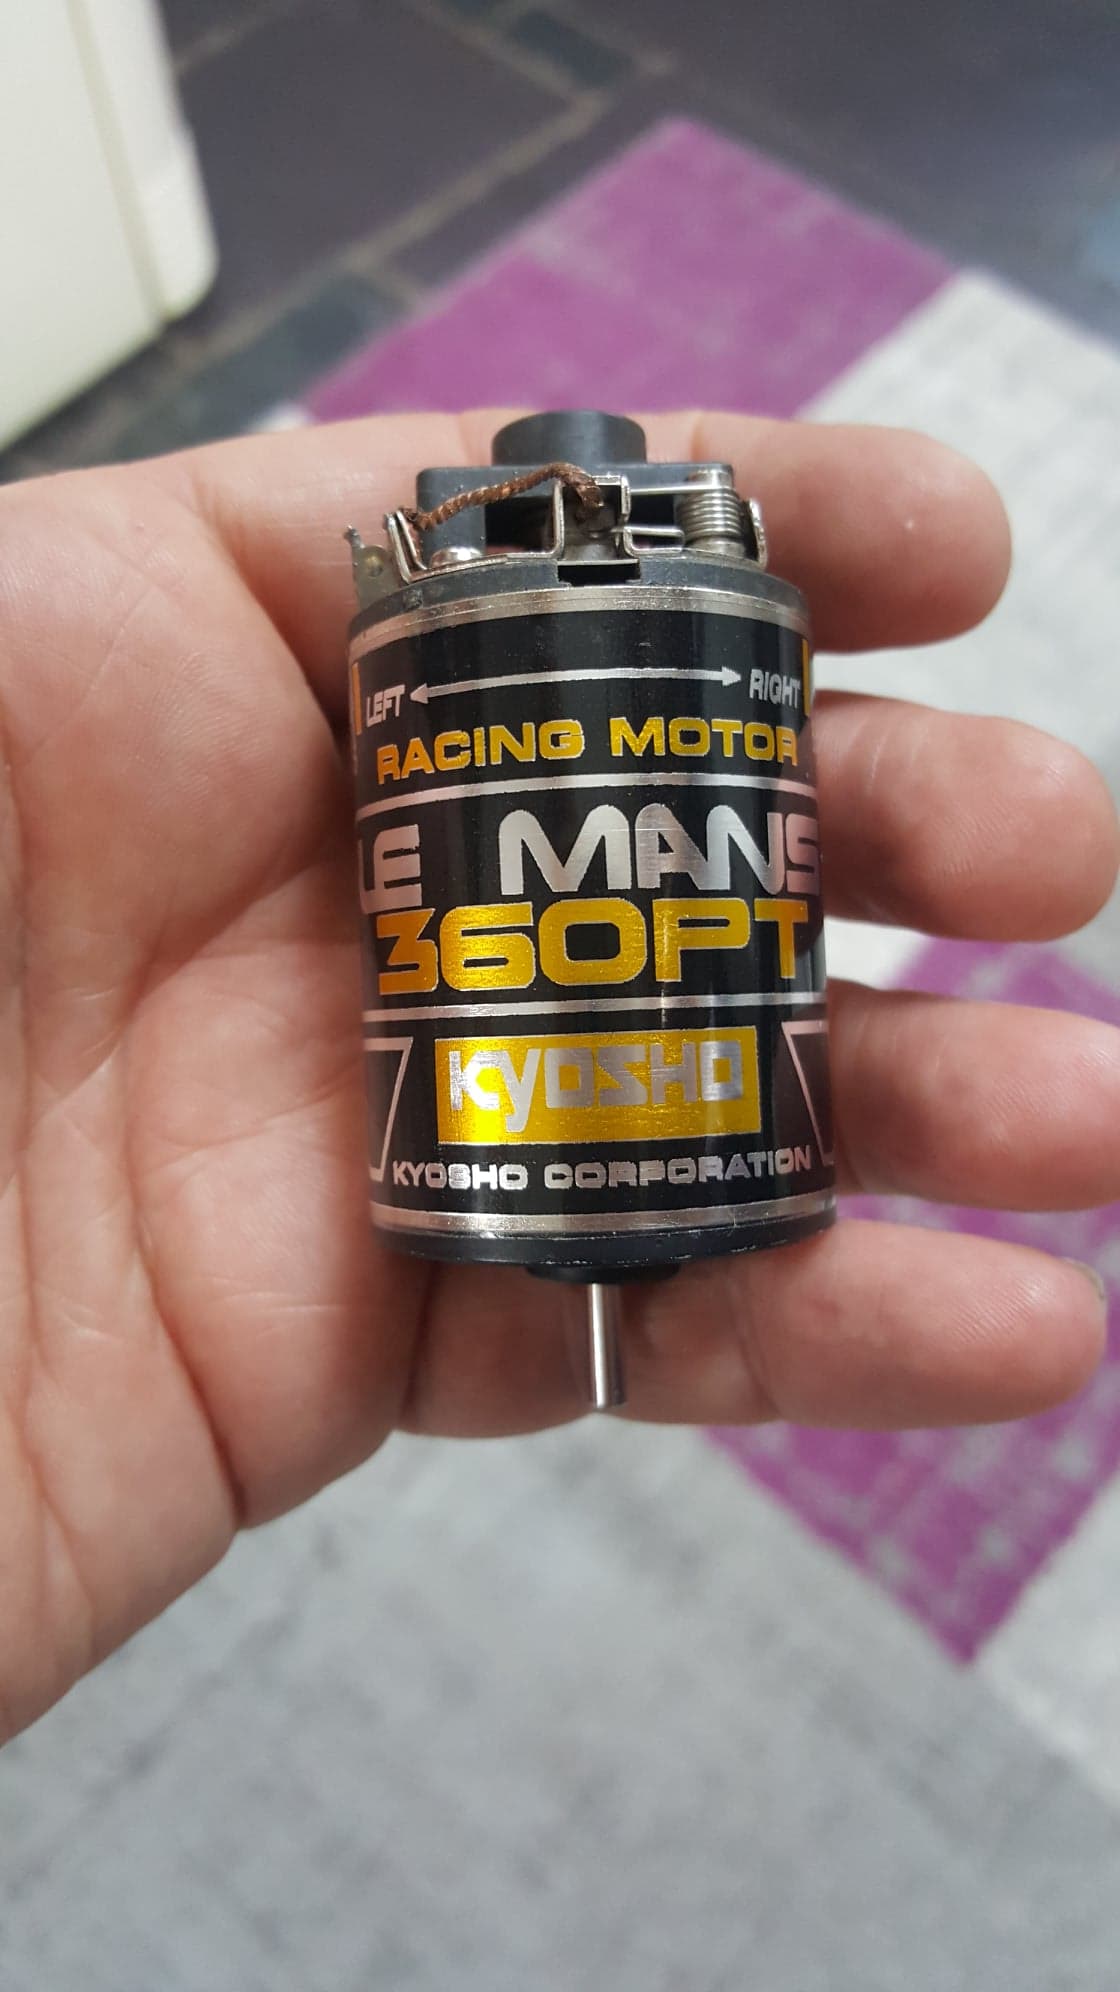 LEFT RIGHT
RACING MOTOR
LE MANS
360PT
KYOSHO
KYOSHO CORPORATION